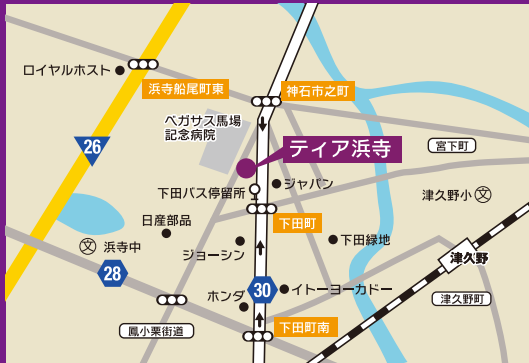 ロイヤルホスト
浜寺船尾町東
神石市之町
ペガサス馬場
記念病院
ティア浜寺
宮下町
26
下田バス停留所
ジャパン
津久野小
文
日産部品
下田町
文
浜寺中
ジョーシン
下田緑地
津久野
28
30
イトーヨーカドー
ホンダ
津久野町
鳳小栗街道
下田町南